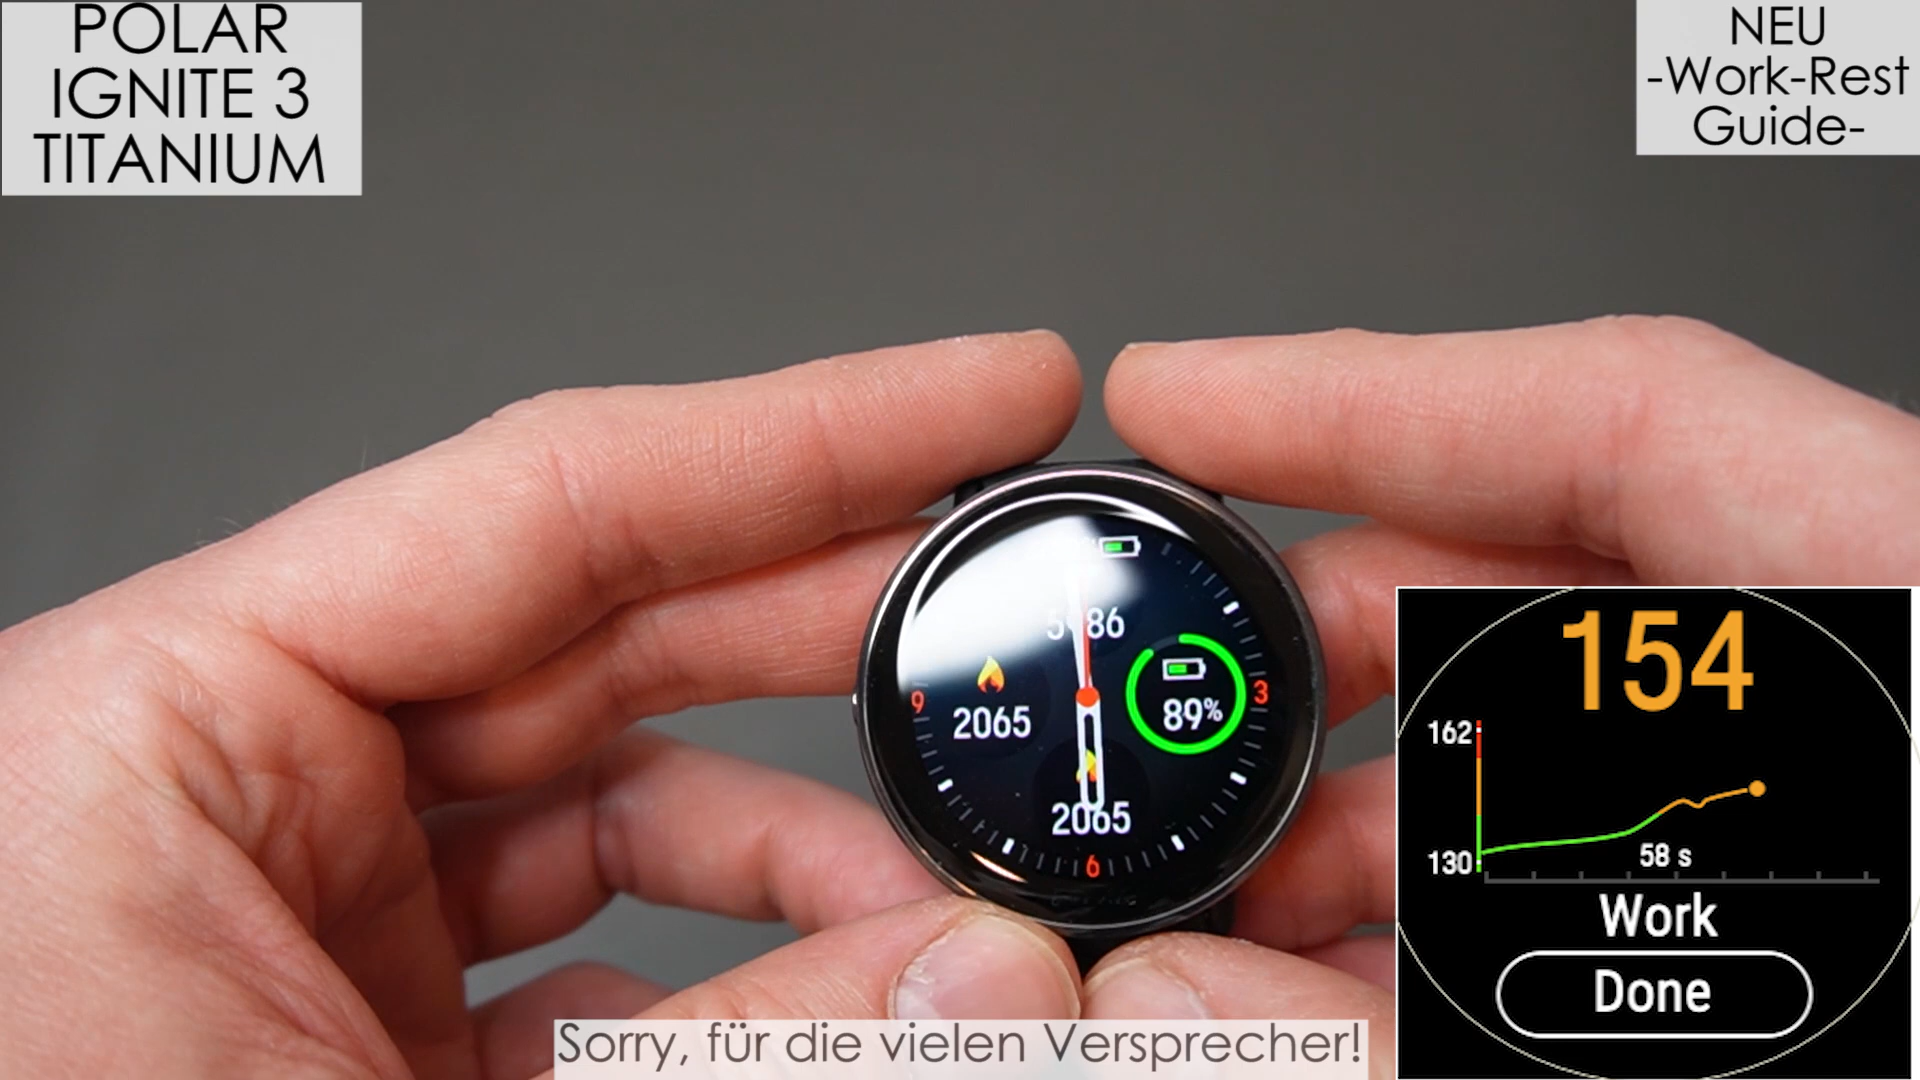 POLAR
IGNITE 3
TITANIUM
NEU
-Work-Rest
Guide-
2065
89%
9
3
2065
6
154
162
130
58 s
Work
Done
Sorry, für die vielen Versprecher!